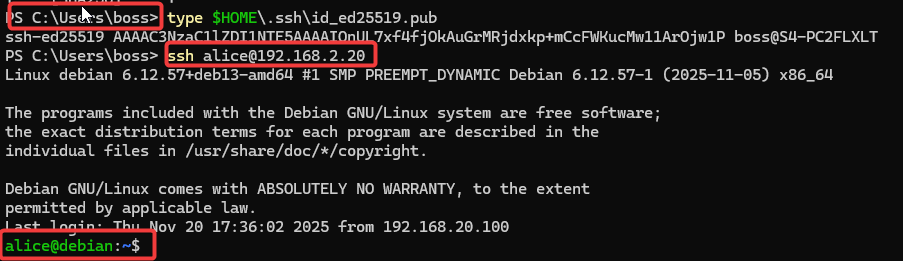 PS C:\Users\boss> type $HOME\.ssh\id_ed25519.pub
ssh-ed25519 AAAAC3NzaC1lZDI1NTE5AAAAIOnUL7xf4fjOkAuGrMRjdxkp+mCcFWKucMw11ArOjw1P boss@S4-PC2FLXLT
PS C:\Users\boss> ssh alice@192.168.2.20
Linux debian 6.12.57+deb13-amd64 #1 SMP PREEMPT_DYNAMIC Debian 6.12.57-1 (2025-11-05) x86_64
The programs included with the Debian GNU/Linux system are free software;
the exact distribution terms for each program are described in the
individual files in /usr/share/doc/*/copyright.
Debian GNU/Linux comes with ABSOLUTELY NO WARRANTY, to the extent
permitted by applicable law.
Last login: Thu Nov 20 17:36:02 2025 from 192.168.20.100
alice@debian:~$